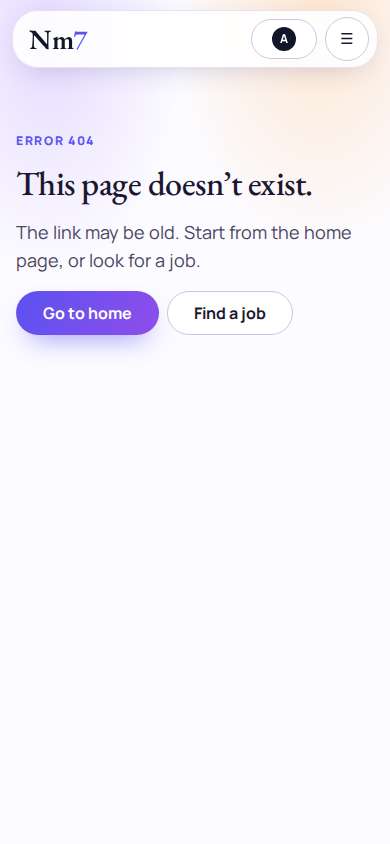 Nm7
A
ERROR 404
This page doesn’t exist.
The link may be old. Start from the home
page, or look for a job.
Go to home
Find a job